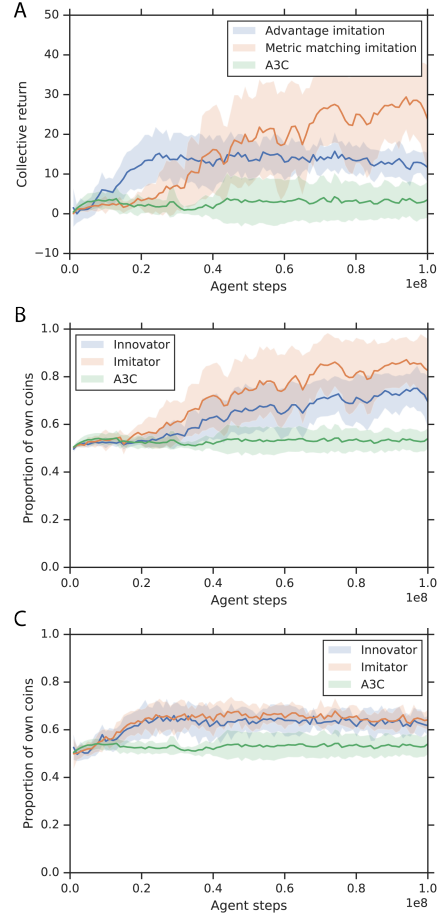 A
50
40
30
20
10
0
−10
Collective return
Advantage imitation
Metric matching imitation
A3C
0.0
0.2
0.4
0.6
0.8
1.0
1e8
Agent steps
B
1.0
0.8
0.6
0.4
0.2
0.0
Proportion of own coins
Innovator
Imitator
A3C
0.0
0.2
0.4
0.6
0.8
1.0
1e8
Agent steps
C
1.0
0.8
0.6
0.4
0.2
0.0
Proportion of own coins
Innovator
Imitator
A3C
0.0
0.2
0.4
0.6
0.8
1.0
1e8
Agent steps